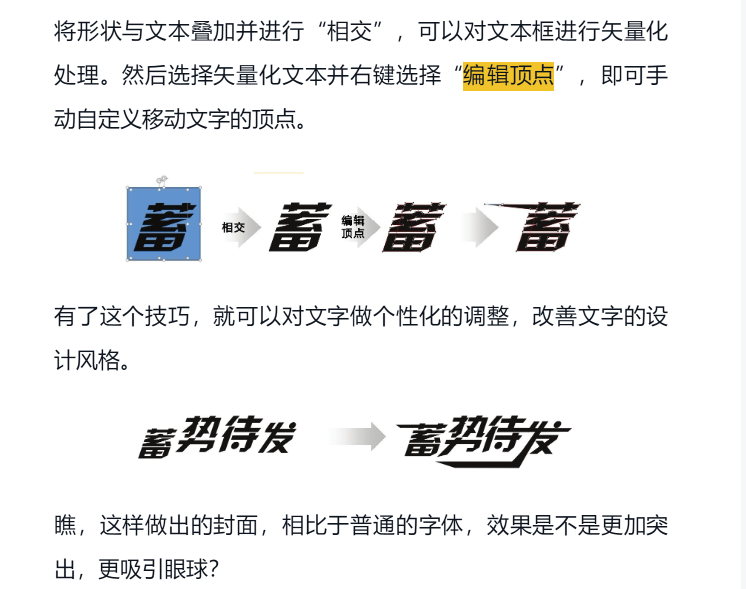 将形状与文本叠加并进行“相交”，可以对文本框进行矢量化
处理。然后选择矢量化文本并右键选择“编辑顶点”，即可手
动自定义移动文字的顶点。
蓄 相交 蓄 编辑 蓄 蓄
顶点
有了这个技巧，就可以对文字做个性化的调整，改善文字的设
计风格。
蓄势待发 蓄势待发
瞧，这样做出的封面，相比于普通的字体，效果是不是更加突
出，更吸引眼球？